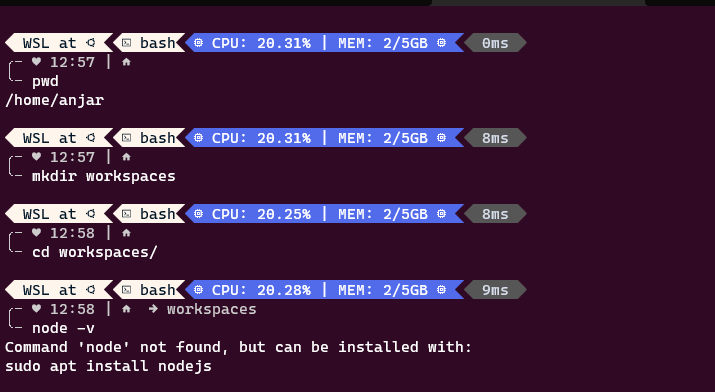 WSL at bash CPU: 20.31% | MEM: 2/5GB 0ms
12:57 |
pwd
/home/anjar
WSL at bash CPU: 20.31% | MEM: 2/5GB 8ms
12:57 |
mkdir workspaces
WSL at bash CPU: 20.25% | MEM: 2/5GB 8ms
12:58 |
cd workspaces/
WSL at bash CPU: 20.28% | MEM: 2/5GB 9ms
12:58 | workspaces
node -v
Command 'node' not found, but can be installed with:
sudo apt install nodejs